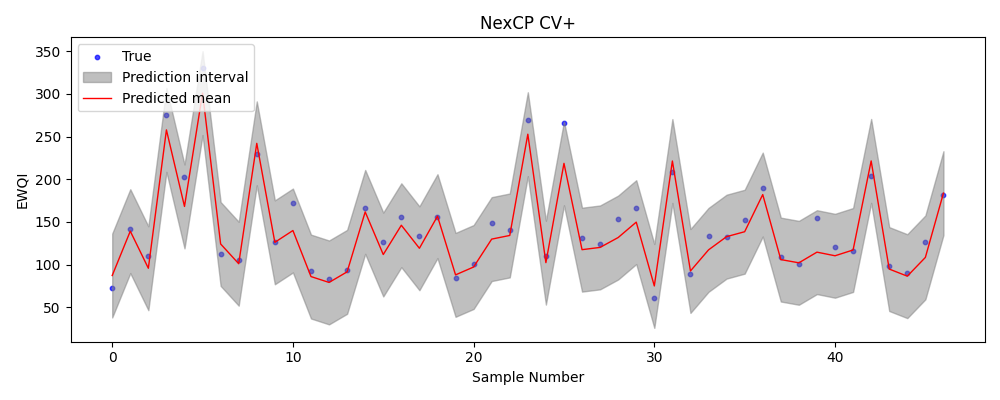 NexCP CV+
True
Prediction interval
Predicted mean
EWQI
350
300
250
200
150
100
50
0 10 20 30 40
Sample Number